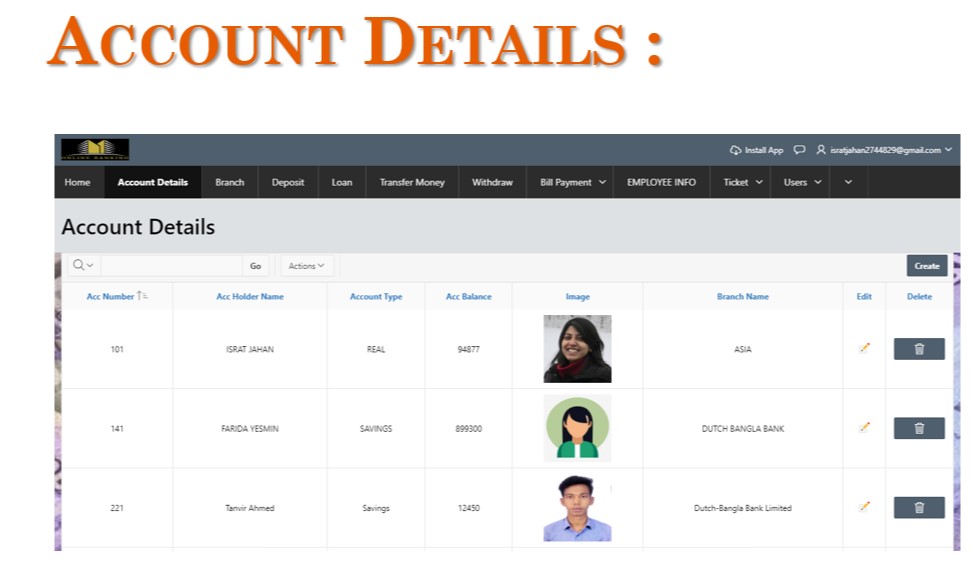 ACCOUNT DETAILS :
ONLINE BANKING
Install App isratjahan2744829@gmail.com
Home Account Details Branch Deposit Loan Transfer Money Withdraw Bill Payment EMPLOYEE INFO Ticket Users
Account Details
Go Actions Create
Acc Number Acc Holder Name Account Type Acc Balance Image Branch Name Edit Delete
101 ISRAT JAHAN REAL 94877 ASIA
141 FARIDA YESMIN SAVINGS 899300 DUTCH BANGLA BANK
221 Tanvir Ahmed Savings 12450 Dutch-Bangla Bank Limited